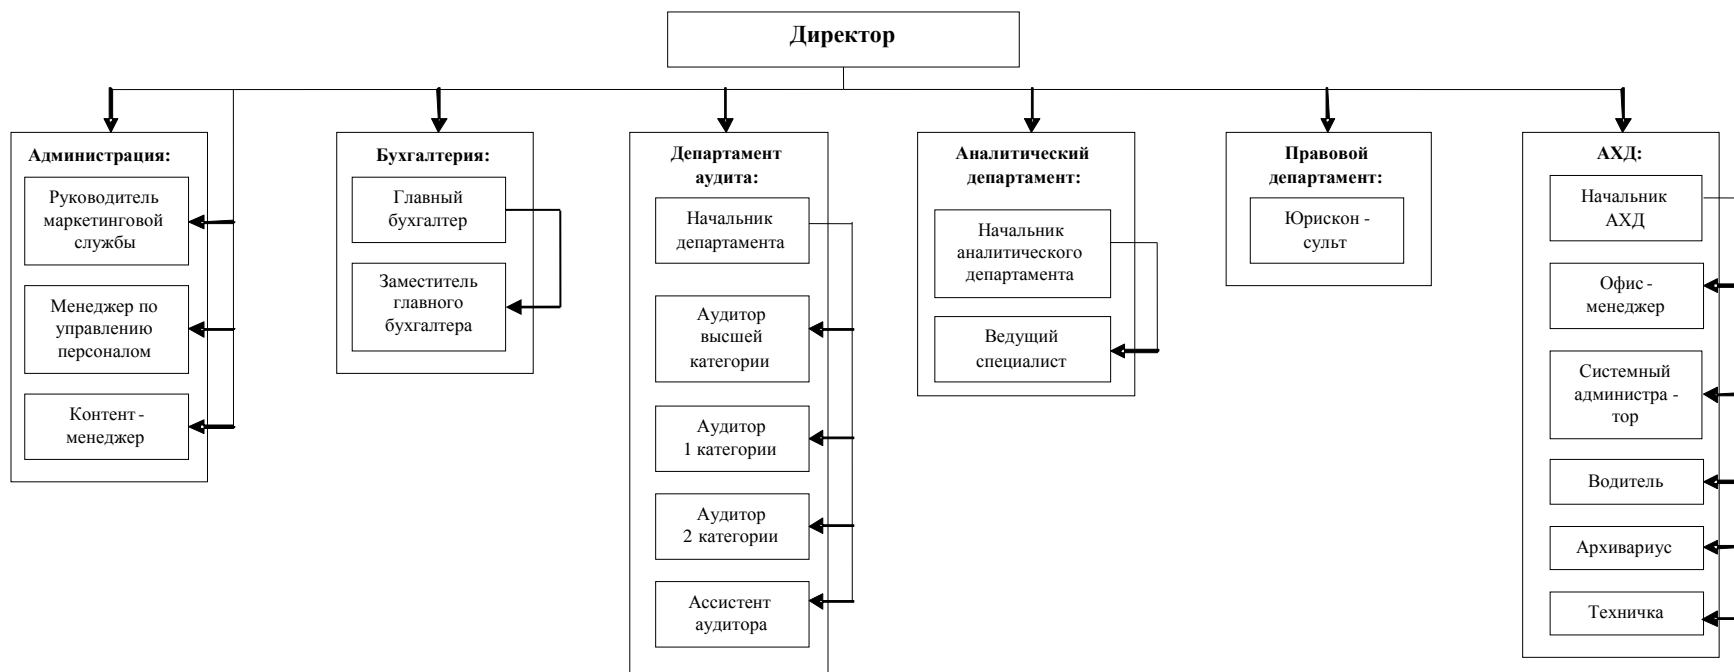 Директор
Администрация:
Руководитель
маркетинговой
службы
Менеджер по
управлению
персоналом
Контент -
менеджер
Бухгалтерия:
Главный
бухгалтер
Заместитель
главного
бухгалтера
Департамент
аудита:
Начальник
департамента
Аудитор
высшей
категории
Аудитор
1 категории
Аудитор
2 категории
Ассистент
аудитора
Аналитический
департамент:
Начальник
аналитического
департамента
Ведущий
специалист
Правовой
департамент:
Юрискон -
сульт
АХД:
Начальник
АХД
Офис -
менеджер
Системный
администра -
тор
Водитель
Архивариус
Техничка